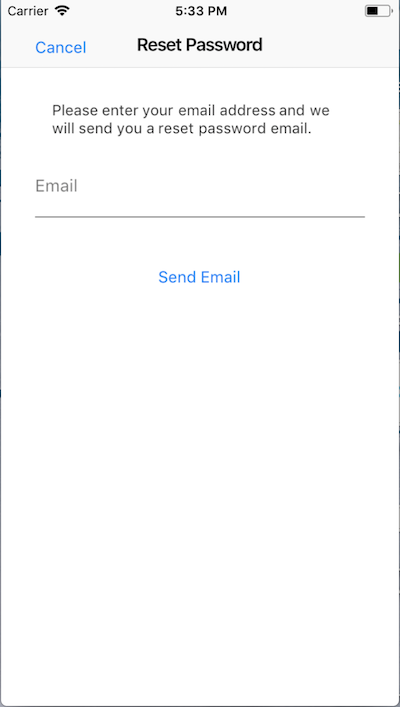 Carrier 5:33 PM
Cancel Reset Password
Please enter your email address and we
will send you a reset password email.
Email
Send Email